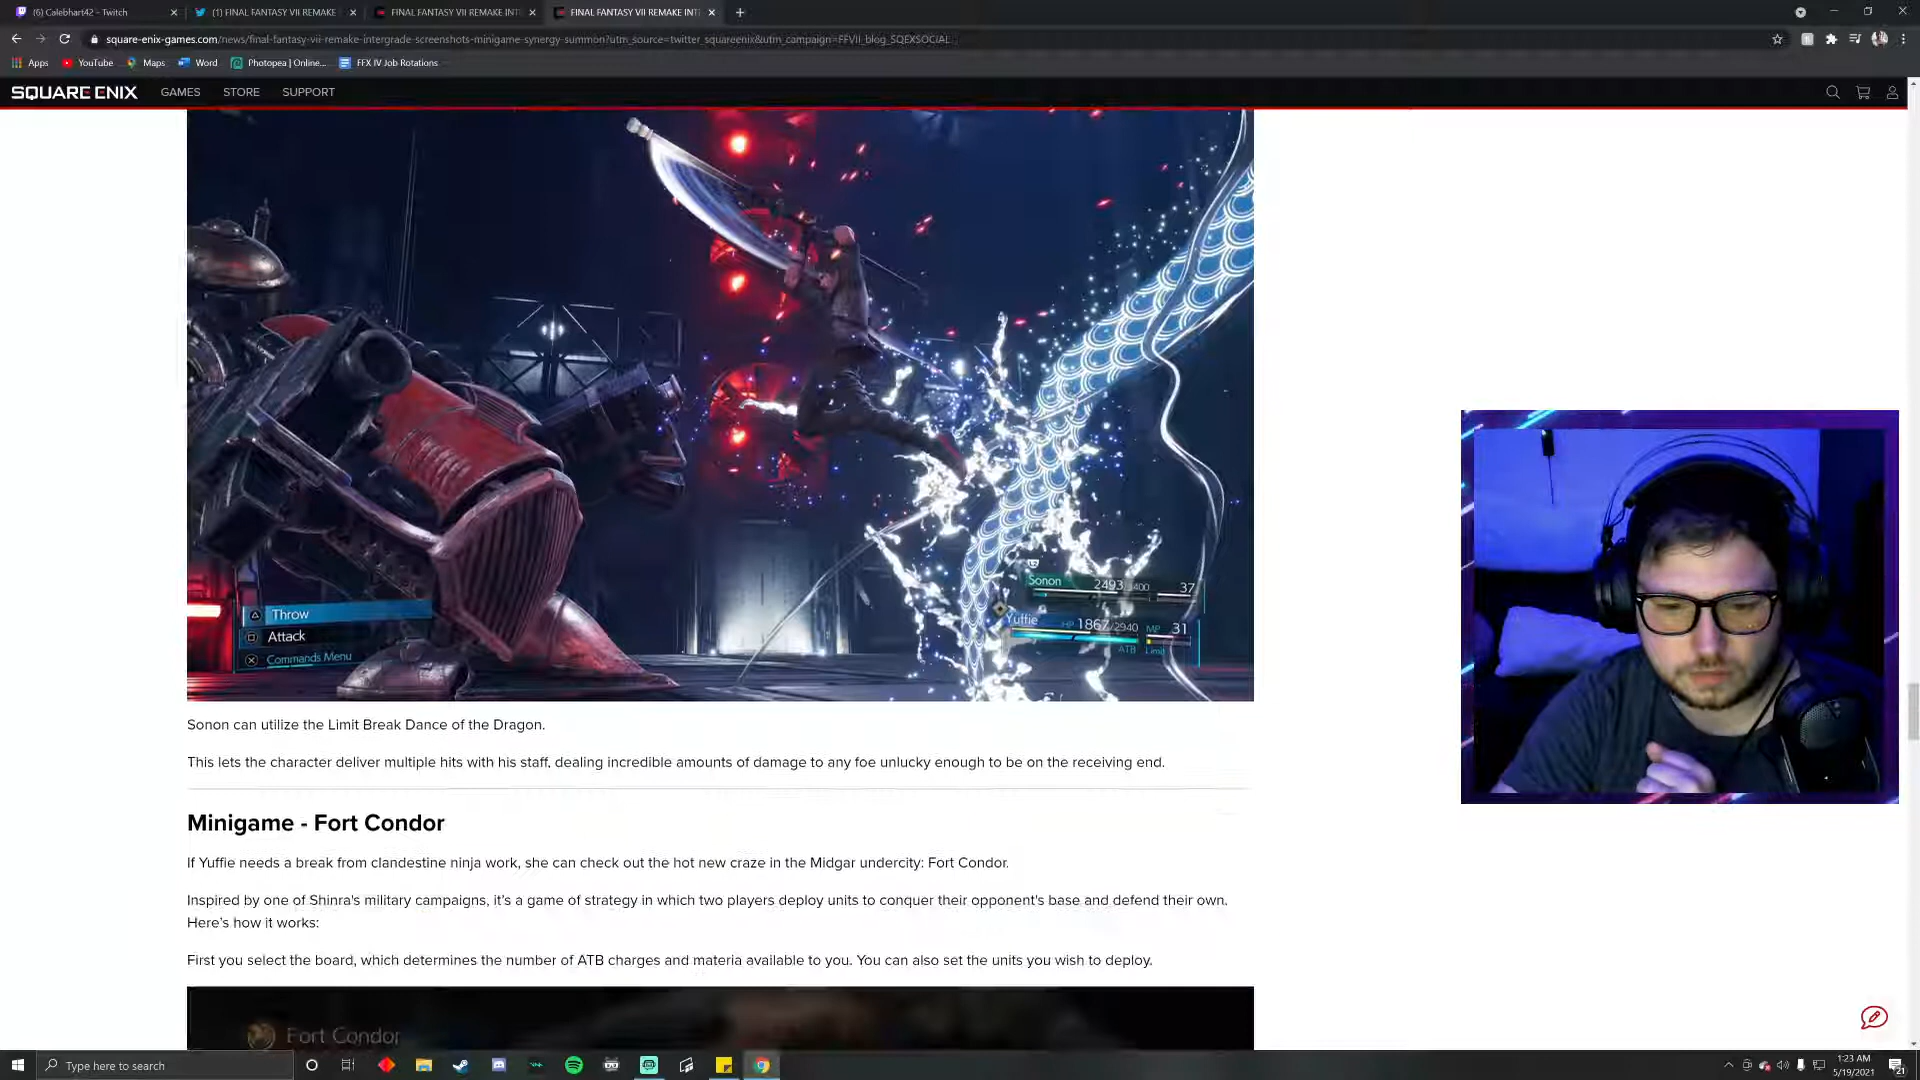 (6) Calebhart42 - Twitch
(1) FINAL FANTASY VII REMAKE
FINAL FANTASY VII REMAKE INT
FINAL FANTASY VII REMAKE INT
square-enix-games.com/news/final-fantasy-vii-remake-intergrade-screenshots-minigame-synergy-summon?utm_source=twitter_squareenix&utm_campaign=FFVII_blog_SQEXSOCIAL
Apps YouTube Maps Word Photopea | Online... FFX IV Job Rotations
SQUARE ENIX GAMES STORE SUPPORT
Sonon 2493/3400 37
Yuffie HP 1867/2940 MP 31
ATB Limit
Throw
Attack
Commands Menu
Sonon can utilize the Limit Break Dance of the Dragon.
This lets the character deliver multiple hits with his staff, dealing incredible amounts of damage to any foe unlucky enough to be on the receiving end.
Minigame - Fort Condor
If Yuffie needs a break from clandestine ninja work, she can check out the hot new craze in the Midgar undercity: Fort Condor.
Inspired by one of Shinra's military campaigns, it's a game of strategy in which two players deploy units to conquer their opponent's base and defend their own.
Here's how it works:
First you select the board, which determines the number of ATB charges and materia available to you. You can also set the units you wish to deploy.
Fort Condor
Type here to search
1:23 AM
5/19/2021
21